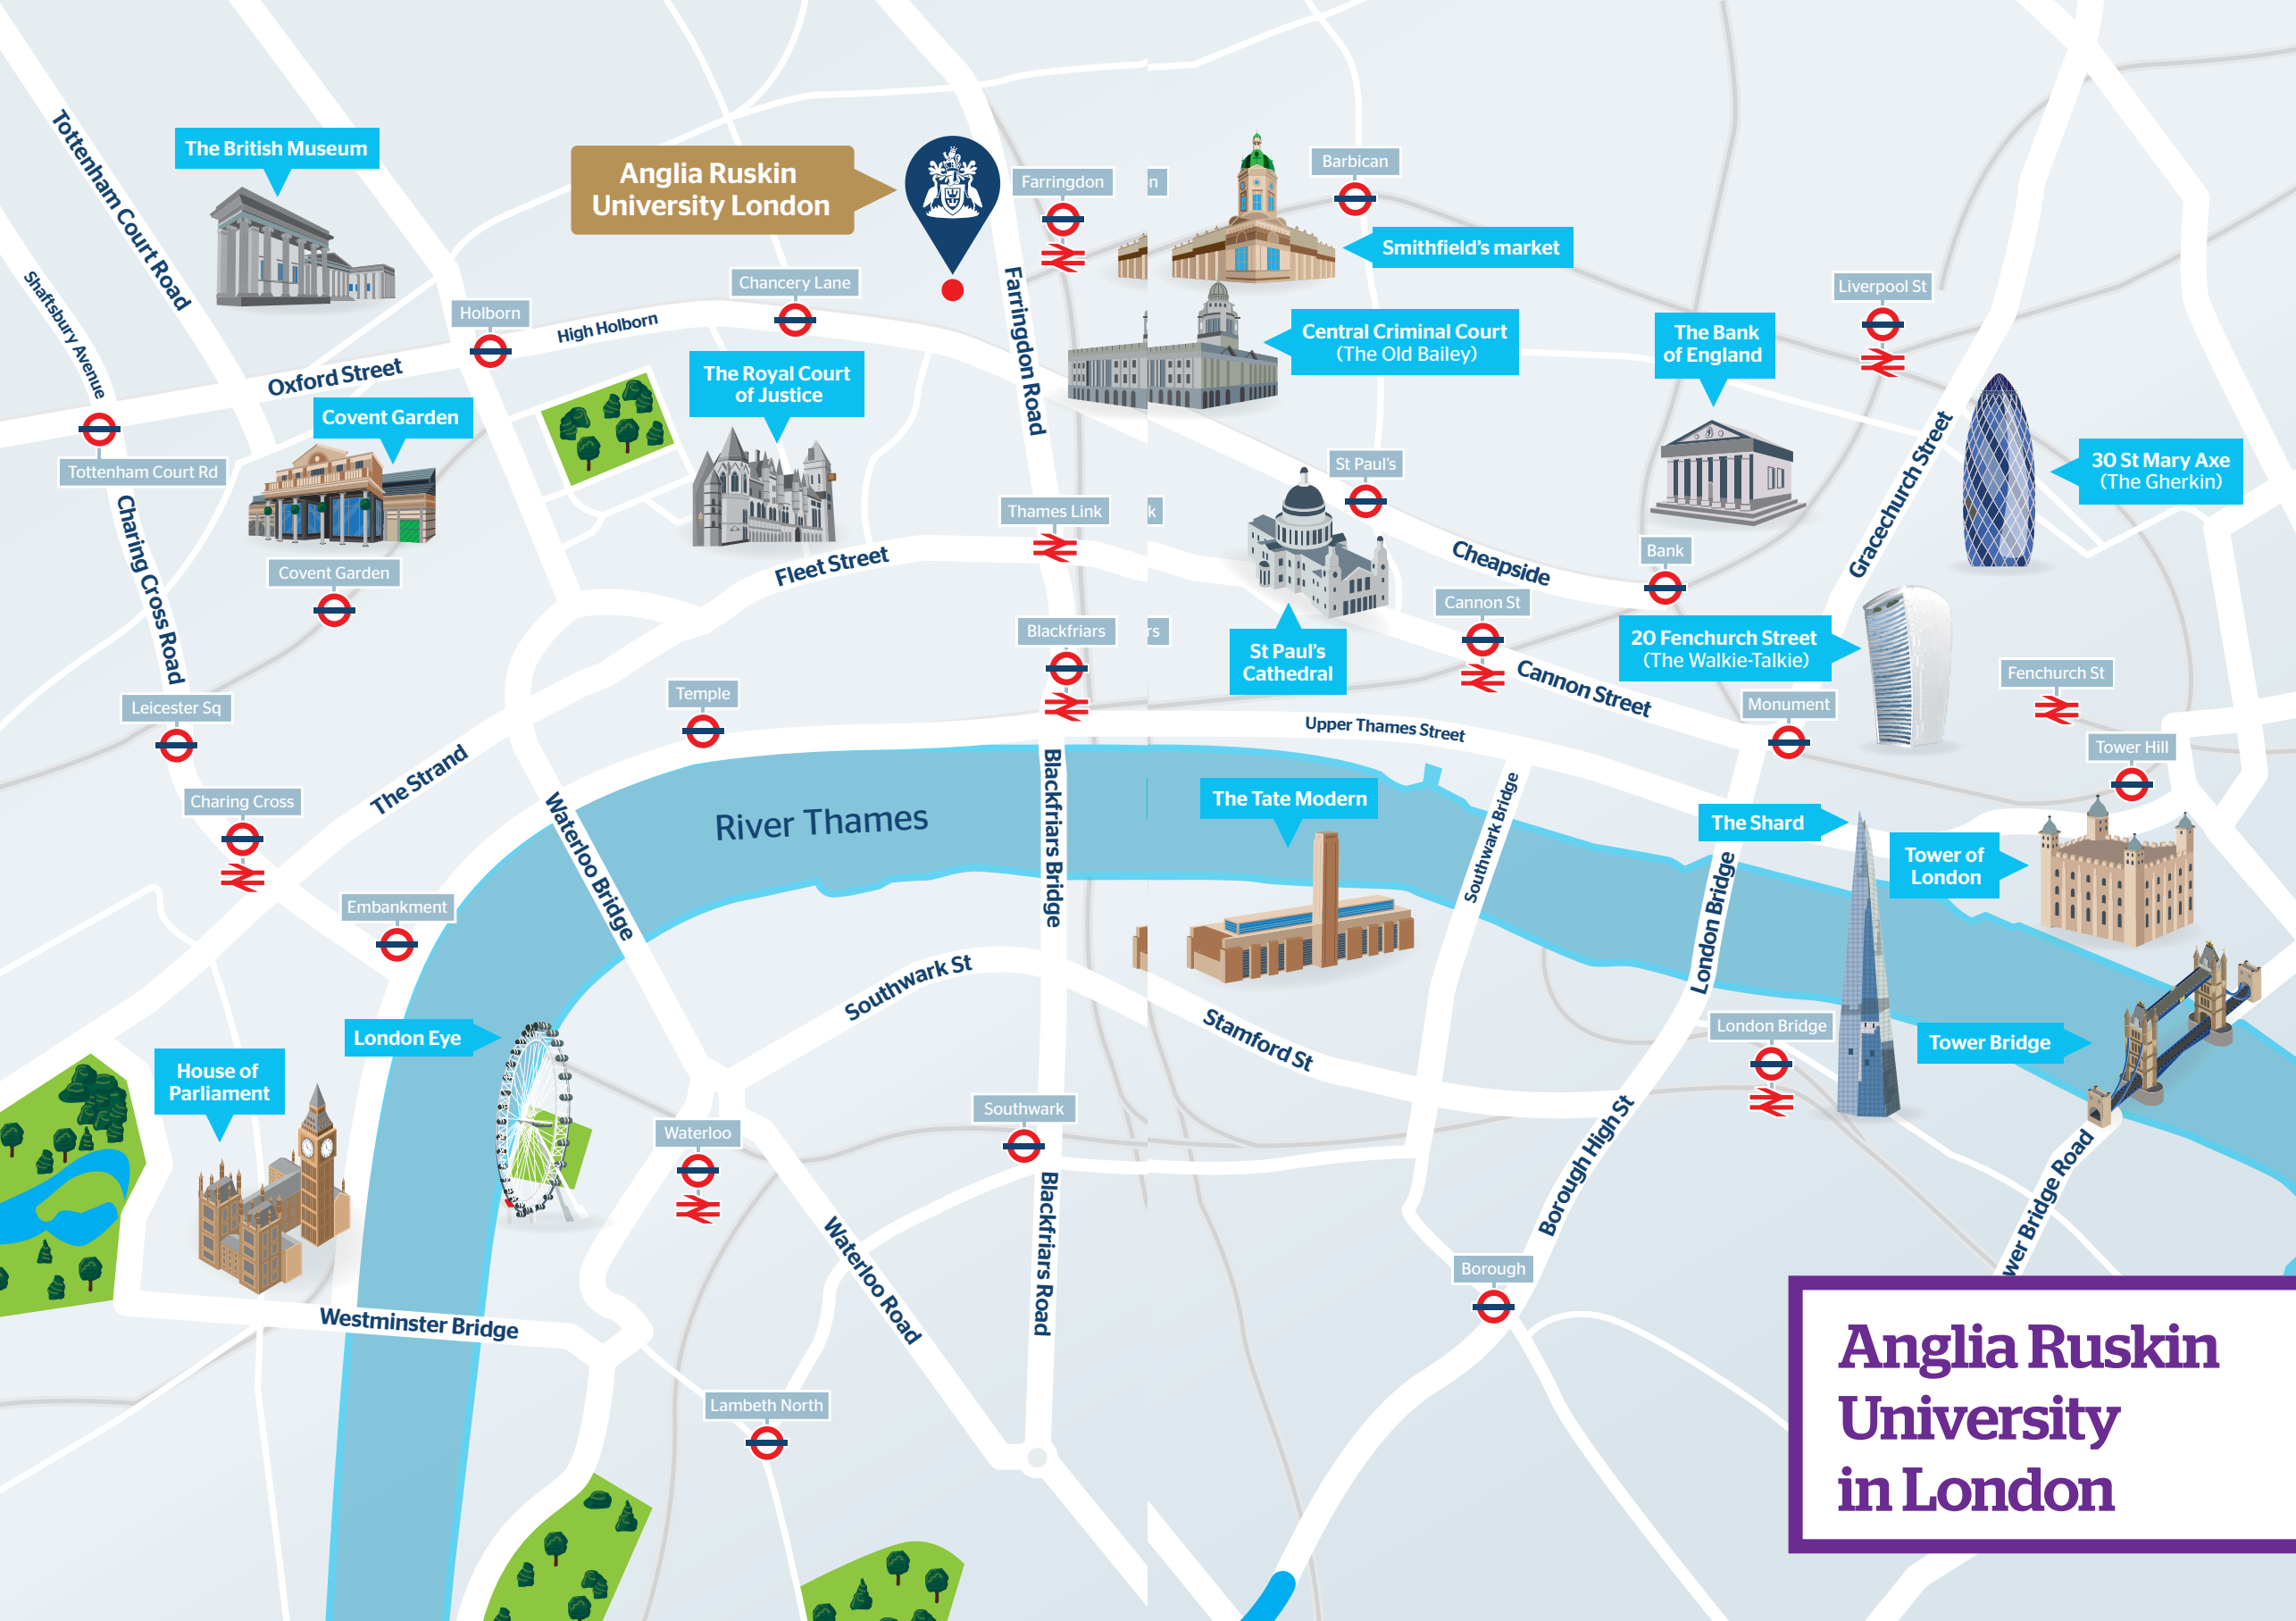 Tottenham Court Road
The British Museum
Anglia Ruskin
University London
Farringdon
n
Barbican
Smithfield's market
Shaftsbury Avenue
Holborn
High Holborn
Chancery Lane
Farringdon Road
Central Criminal Court
(The Old Bailey)
The Bank
of England
Liverpool St
Oxford Street
Covent Garden
The Royal Court
of Justice
Tottenham Court Rd
St Paul's
Gracechurch Street
30 St Mary Axe
(The Gherkin)
Charing Cross Road
Covent Garden
Fleet Street
Thames Link
k
Cheapside
Bank
Cannon St
Blackfriars
rs
St Paul's
Cathedral
20 Fenchurch Street
(The Walkie-Talkie)
Cannon Street
Fenchurch St
Leicester Sq
Temple
Upper Thames Street
Monument
Tower Hill
The Strand
Charing Cross
Waterloo Bridge
River Thames
Blackfriars Bridge
The Tate Modern
Southwark Bridge
The Shard
London Bridge
Tower of
London
Embankment
Southwark St
Stamford St
London Eye
House of
Parliament
London Bridge
Tower Bridge
Waterloo
Southwark
Borough High St
Waterloo Road
Blackfriars Road
Borough
wer Bridge Road
Westminster Bridge
Lambeth North
Anglia Ruskin
University
in London